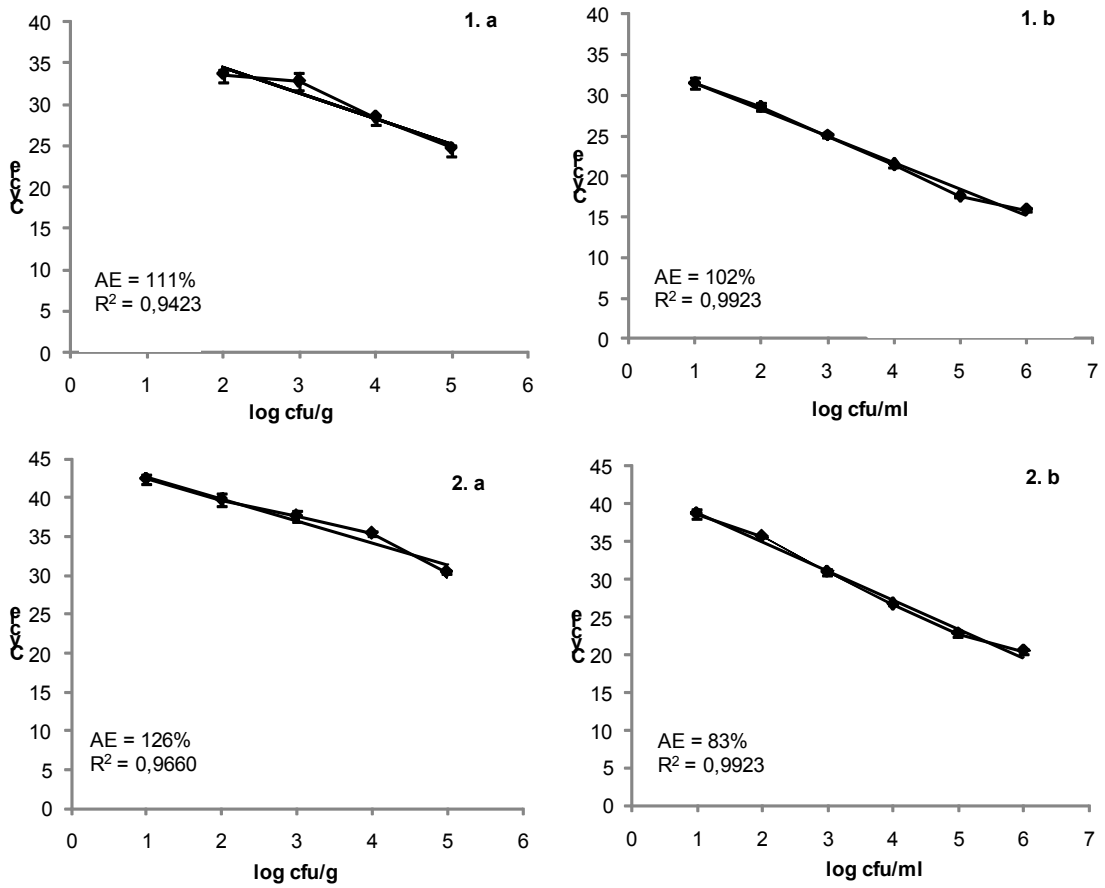 1. a
40
35
30
25
20
15
10
5
0
Cycle
AE = 111%
R² = 0,9423
0 1 2 3 4 5 6
log cfu/g
1. b
40
35
30
25
20
15
10
5
0
Cycle
AE = 102%
R² = 0,9923
0 1 2 3 4 5 6 7
log cfu/ml
2. a
45
40
35
30
25
20
15
10
5
0
Cycle
AE = 126%
R² = 0,9660
0 1 2 3 4 5 6
log cfu/g
2. b
45
40
35
30
25
20
15
10
5
0
Cycle
AE = 83%
R² = 0,9923
0 1 2 3 4 5 6 7
log cfu/ml